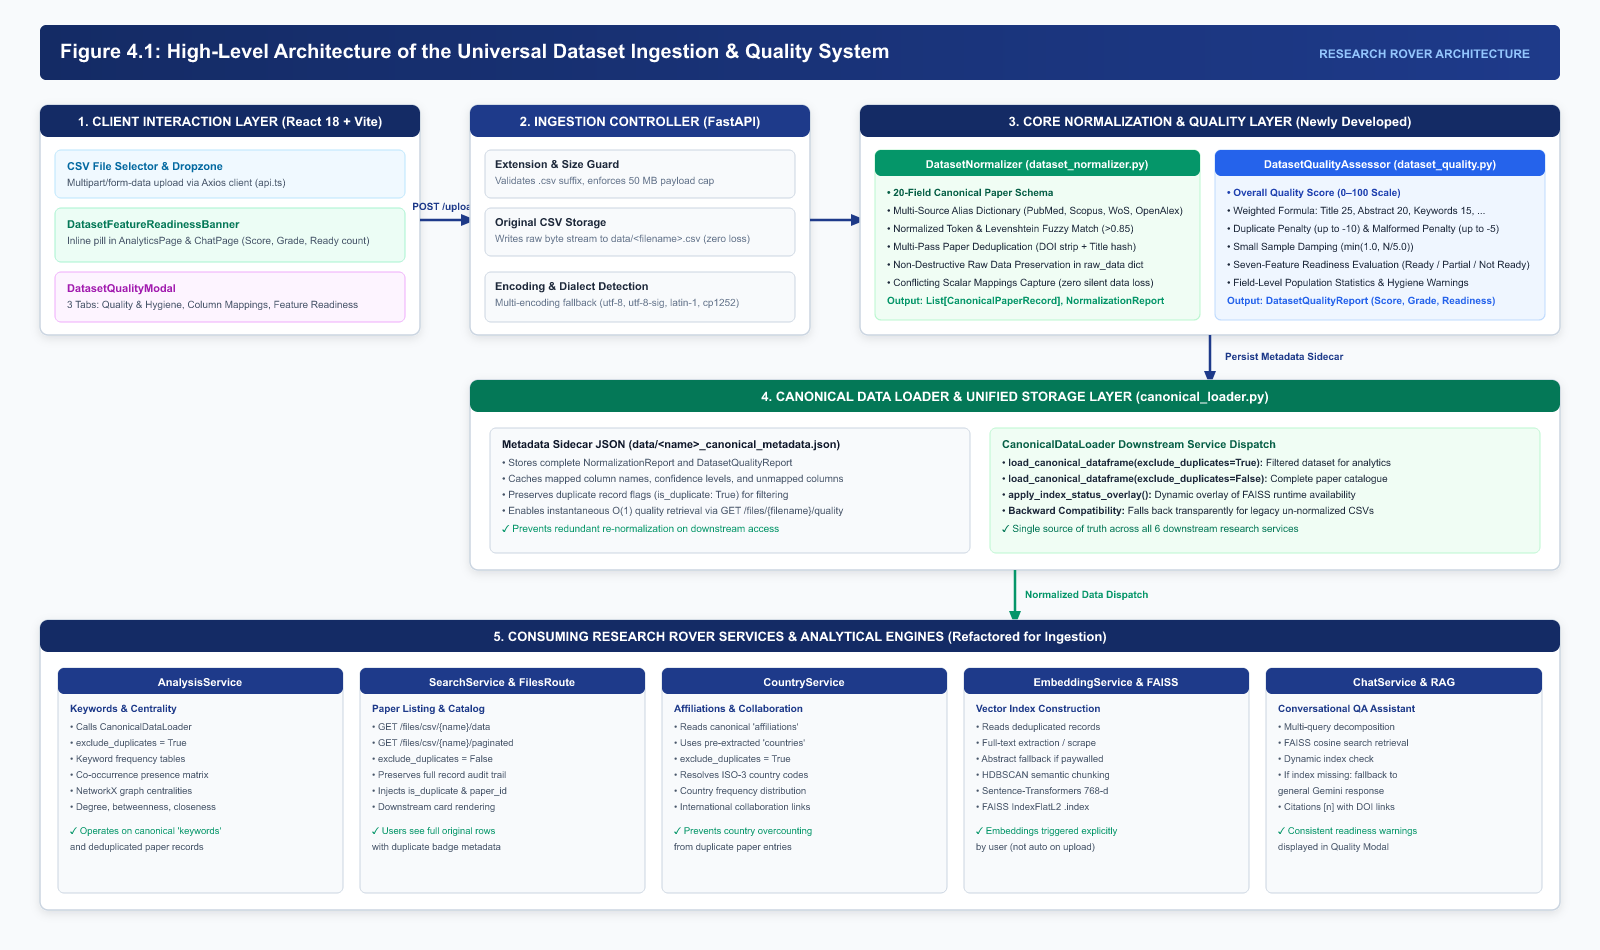 Figure 4.1: High-Level Architecture of the Universal Dataset Ingestion & Quality System
RESEARCH ROVER ARCHITECTURE
1. CLIENT INTERACTION LAYER (React 18 + Vite)
CSV File Selector & Dropzone
Multipart/form-data upload via Axios client (api.ts)
DatasetFeatureReadinessBanner
Inline pill in AnalyticsPage & ChatPage (Score, Grade, Ready count)
DatasetQualityModal
3 Tabs: Quality & Hygiene, Column Mappings, Feature Readiness
POST /uploa
2. INGESTION CONTROLLER (FastAPI)
Extension & Size Guard
Validates .csv suffix, enforces 50 MB payload cap
Original CSV Storage
Writes raw byte stream to data/<filename>.csv (zero loss)
Encoding & Dialect Detection
Multi-encoding fallback (utf-8, utf-8-sig, latin-1, cp1252)
3. CORE NORMALIZATION & QUALITY LAYER (Newly Developed)
DatasetNormalizer (dataset_normalizer.py)
• 20-Field Canonical Paper Schema
• Multi-Source Alias Dictionary (PubMed, Scopus, WoS, OpenAlex)
• Normalized Token & Levenshtein Fuzzy Match (>0.85)
• Multi-Pass Paper Deduplication (DOI strip + Title hash)
• Non-Destructive Raw Data Preservation in raw_data dict
• Conflicting Scalar Mappings Capture (zero silent data loss)
Output: List[CanonicalPaperRecord], NormalizationReport
DatasetQualityAssessor (dataset_quality.py)
• Overall Quality Score (0–100 Scale)
• Weighted Formula: Title 25, Abstract 20, Keywords 15, ...
• Duplicate Penalty (up to -10) & Malformed Penalty (up to -5)
• Small Sample Damping (min(1.0, N/5.0))
• Seven-Feature Readiness Evaluation (Ready / Partial / Not Ready)
• Field-Level Population Statistics & Hygiene Warnings
Output: DatasetQualityReport (Score, Grade, Readiness)
Persist Metadata Sidecar
4. CANONICAL DATA LOADER & UNIFIED STORAGE LAYER (canonical_loader.py)
Metadata Sidecar JSON (data/<name>_canonical_metadata.json)
• Stores complete NormalizationReport and DatasetQualityReport
• Caches mapped column names, confidence levels, and unmapped columns
• Preserves duplicate record flags (is_duplicate: True) for filtering
• Enables instantaneous O(1) quality retrieval via GET /files/{filename}/quality
✓ Prevents redundant re-normalization on downstream access
CanonicalDataLoader Downstream Service Dispatch
• load_canonical_dataframe(exclude_duplicates=True): Filtered dataset for analytics
• load_canonical_dataframe(exclude_duplicates=False): Complete paper catalogue
• apply_index_status_overlay(): Dynamic overlay of FAISS runtime availability
• Backward Compatibility: Falls back transparently for legacy un-normalized CSVs
✓ Single source of truth across all 6 downstream research services
Normalized Data Dispatch
5. CONSUMING RESEARCH ROVER SERVICES & ANALYTICAL ENGINES (Refactored for Ingestion)
AnalysisService
Keywords & Centrality
• Calls CanonicalDataLoader
• exclude_duplicates = True
• Keyword frequency tables
• Co-occurrence presence matrix
• NetworkX graph centralities
• Degree, betweenness, closeness
✓ Operates on canonical 'keywords'
and deduplicated paper records
SearchService & FilesRoute
Paper Listing & Catalog
• GET /files/csv/{name}/data
• GET /files/csv/{name}/paginated
• exclude_duplicates = False
• Preserves full record audit trail
• Injects is_duplicate & paper_id
• Downstream card rendering
✓ Users see full original rows
with duplicate badge metadata
CountryService
Affiliations & Collaboration
• Reads canonical 'affiliations'
• Uses pre-extracted 'countries'
• exclude_duplicates = True
• Resolves ISO-3 country codes
• Country frequency distribution
• International collaboration links
✓ Prevents country overcounting
from duplicate paper entries
EmbeddingService & FAISS
Vector Index Construction
• Reads deduplicated records
• Full-text extraction / scrape
• Abstract fallback if paywalled
• HDBSCAN semantic chunking
• Sentence-Transformers 768-d
• FAISS IndexFlatL2 .index
✓ Embeddings triggered explicitly
by user (not auto on upload)
ChatService & RAG
Conversational QA Assistant
• Multi-query decomposition
• FAISS cosine search retrieval
• Dynamic index check
• If index missing: fallback to
general Gemini response
• Citations [n] with DOI links
✓ Consistent readiness warnings
displayed in Quality Modal